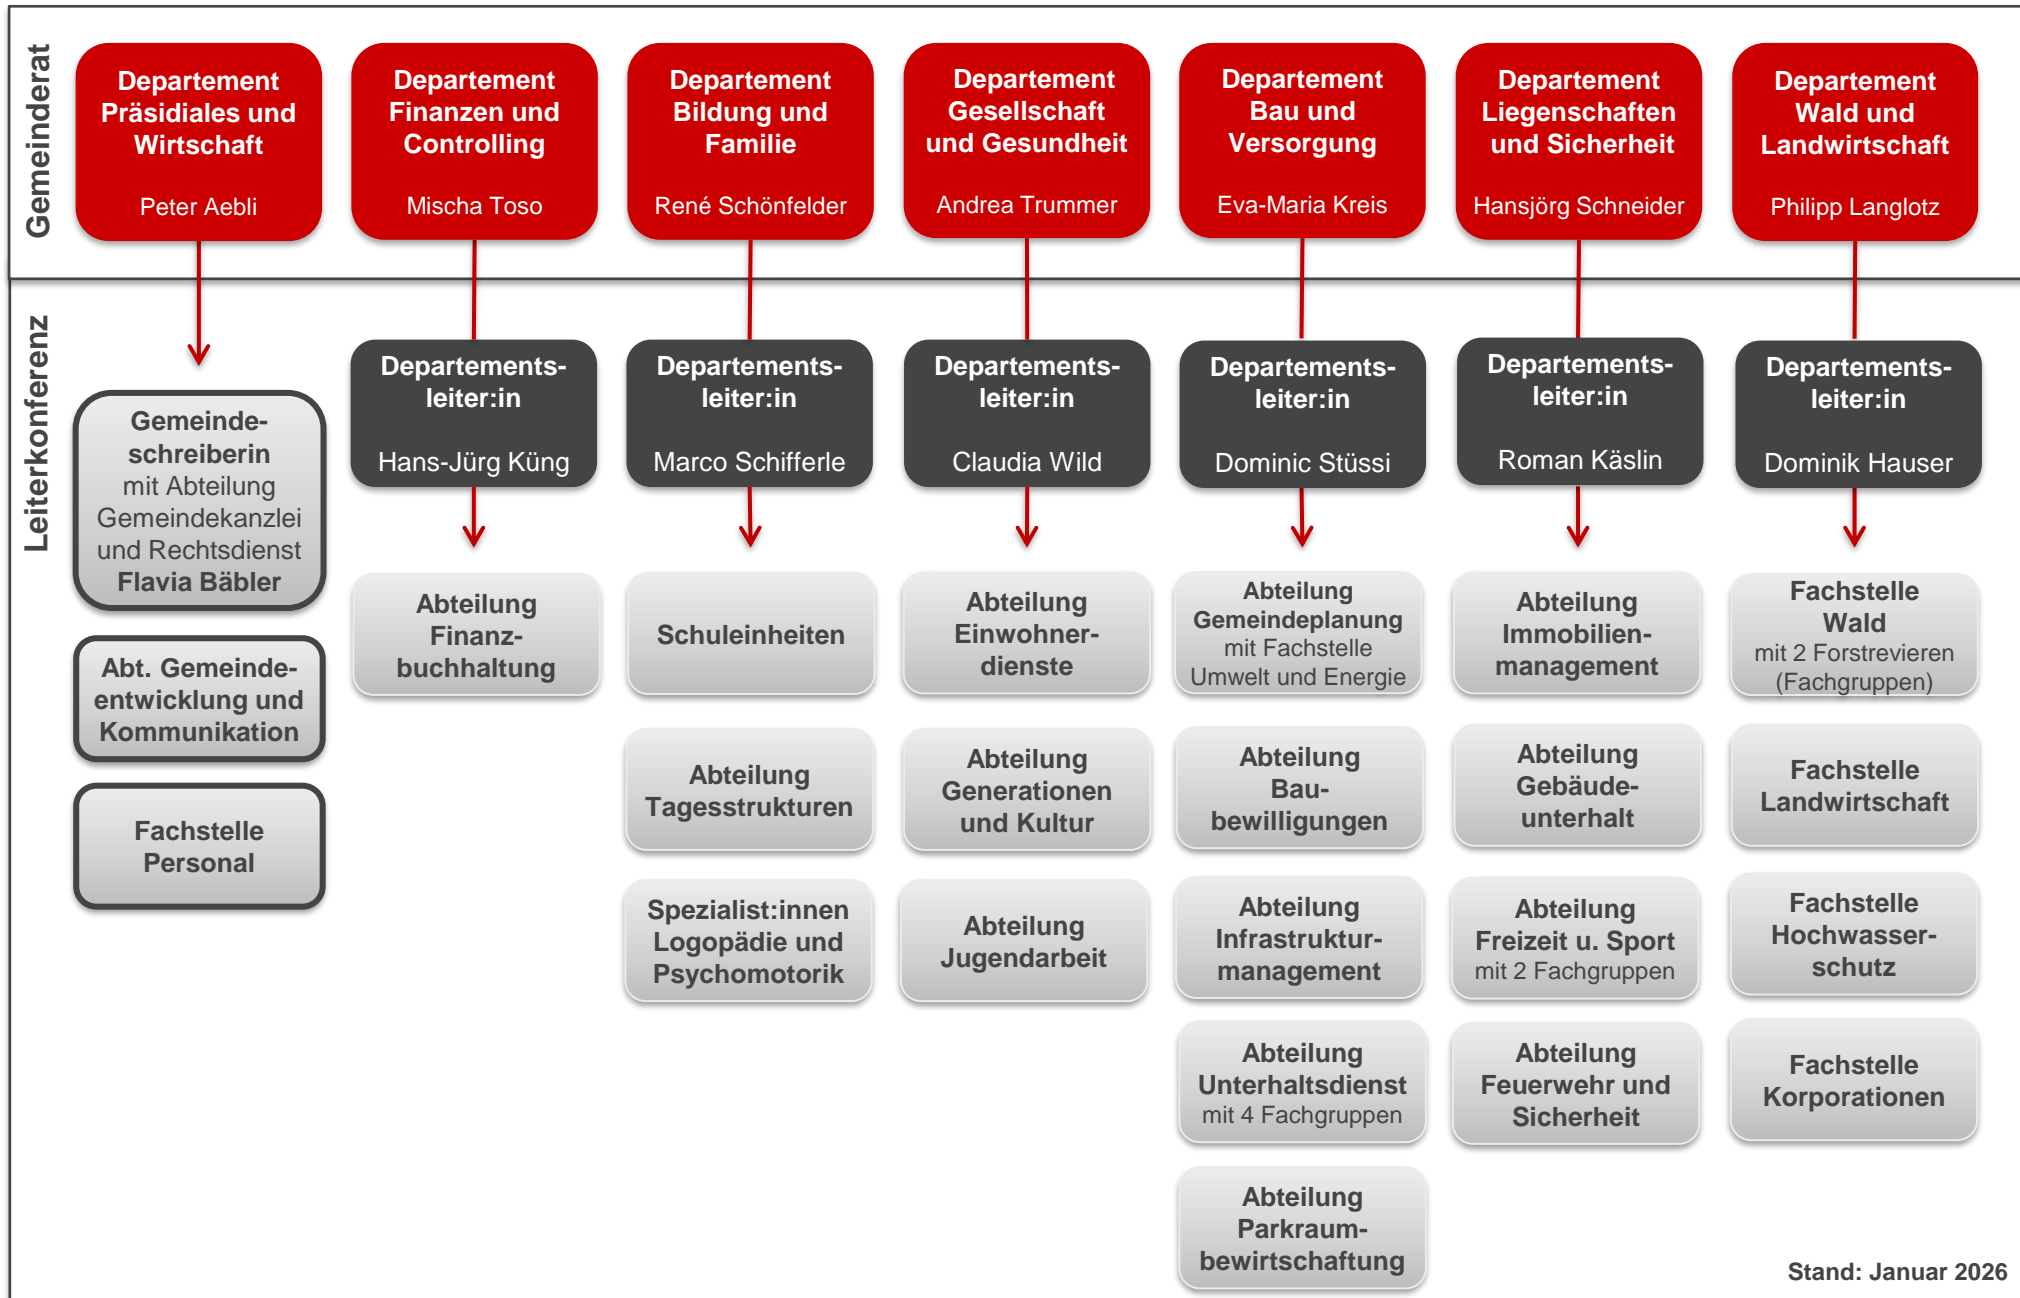 Gemeinderat
Departement
Präsidiales und
Wirtschaft
Peter Aebli
Departement
Finanzen und
Controlling
Mischa Toso
Departement
Bildung und
Familie
René Schönfelder
Departement
Gesellschaft
und Gesundheit
Andrea Trummer
Departement
Bau und
Versorgung
Eva-Maria Kreis
Departement
Liegenschaften
und Sicherheit
Hansjörg Schneider
Departement
Wald und
Landwirtschaft
Philipp Langlotz
Leiterkonferenz
Gemeinde-
schreiberin
mit Abteilung
Gemeindekanzlei
und Rechtsdienst
Flavia Bäbler
Abt. Gemeinde-
entwicklung und
Kommunikation
Fachstelle
Personal
Departements-
leiter:in
Hans-Jürg Küng
Abteilung
Finanz-
buchhaltung
Departements-
leiter:in
Marco Schifferle
Schuleinheiten
Abteilung
Tagesstrukturen
Spezialist:innen
Logopädie und
Psychomotorik
Departements-
leiter:in
Claudia Wild
Abteilung
Einwohner-
dienste
Abteilung
Generationen
und Kultur
Abteilung
Jugendarbeit
Departements-
leiter:in
Dominic Stüssi
Abteilung
Gemeindeplanung
mit Fachstelle
Umwelt und Energie
Abteilung
Bau-
bewilligungen
Abteilung
Infrastruktur-
management
Abteilung
Unterhaltsdienst
mit 4 Fachgruppen
Abteilung
Parkraum-
bewirtschaftung
Departements-
leiter:in
Roman Käslin
Abteilung
Immobilien-
management
Abteilung
Gebäude-
unterhalt
Abteilung
Freizeit u. Sport
mit 2 Fachgruppen
Abteilung
Feuerwehr und
Sicherheit
Departements-
leiter:in
Dominik Hauser
Fachstelle
Wald
mit 2 Forstrevieren
(Fachgruppen)
Fachstelle
Landwirtschaft
Fachstelle
Hochwasser-
schutz
Fachstelle
Korporationen
Stand: Januar 2026